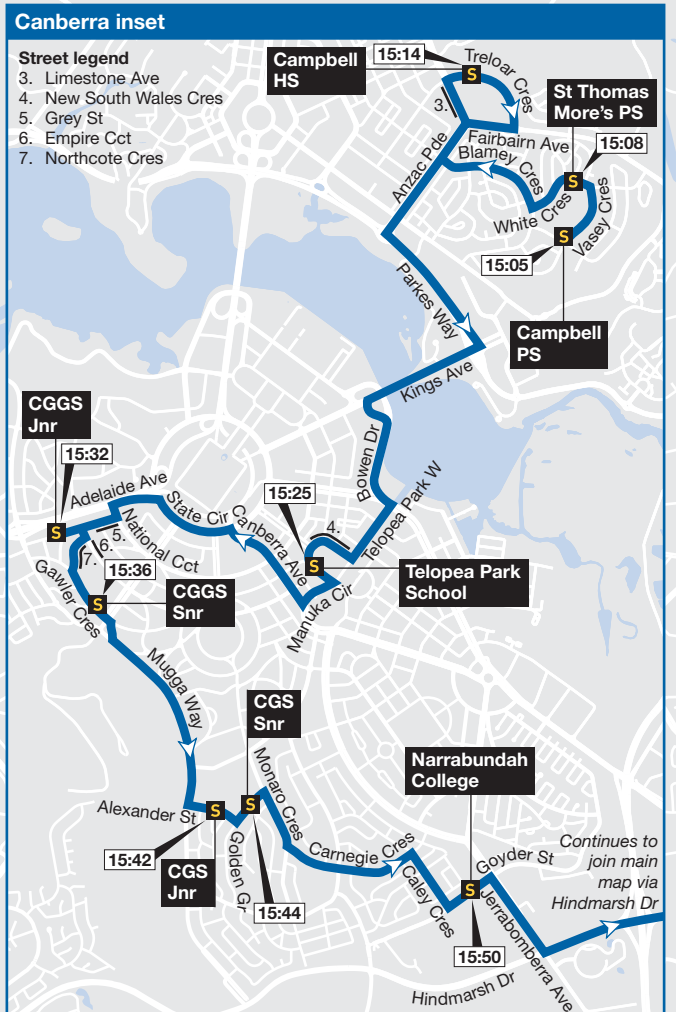 Canberra inset
Street legend
3. Limestone Ave
4. New South Wales Cres
5. Grey St
6. Empire Cct
7. Northcote Cres
Campbell
HS
15:14
S
Treloar Cres
3.
St Thomas
More's PS
Fairbairn Ave
15:08
Blamey Cres
Anzac Pde
S
White Cres
Vasey Cres
S
15:05
Parkes Way
Campbell
PS
Kings Ave
CGGS
Jnr
15:32
Bowen Dr
Adelaide Ave
15:25
State Cir
Canberra Ave
Telopea Park W
S
National Cct
5.
4.
6.
7.
15:36
S
Telopea Park
School
Gawler Cres
CGGS
Snr
S
Manuka Cir
Mugga Way
CGS
Snr
Monaro Cres
Narrabundah
College
Alexander St
S
S
15:42
CGS
Jnr
Golden Gr
15:44
Carnegie Cres
Caley Cres
Goyder St
Continues to
join main
map via
Hindmarsh Dr
S
Jerrabomberra Ave
15:50
Hindmarsh Dr